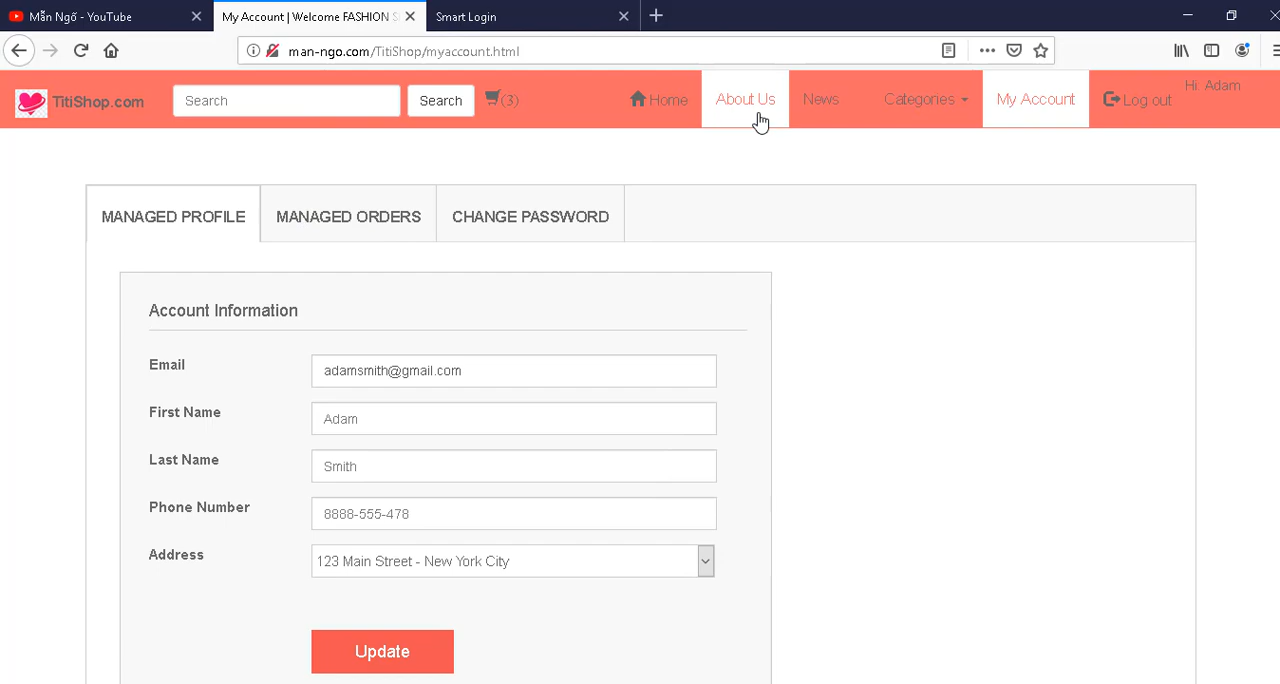 Mẫn Ngố - YouTube
My Account | Welcome FASHION S
Smart Login
man-ngo.com/TitiShop/myaccount.html
TitiShop.com
Search
Search
(3)
Home
About Us
News
Categories
My Account
Log out
Hi Adam
MANAGED PROFILE
MANAGED ORDERS
CHANGE PASSWORD
Account Information
Email
adamsmith@gmail.com
First Name
Adam
Last Name
Smith
Phone Number
8888-555-478
Address
123 Main Street - New York City
Update